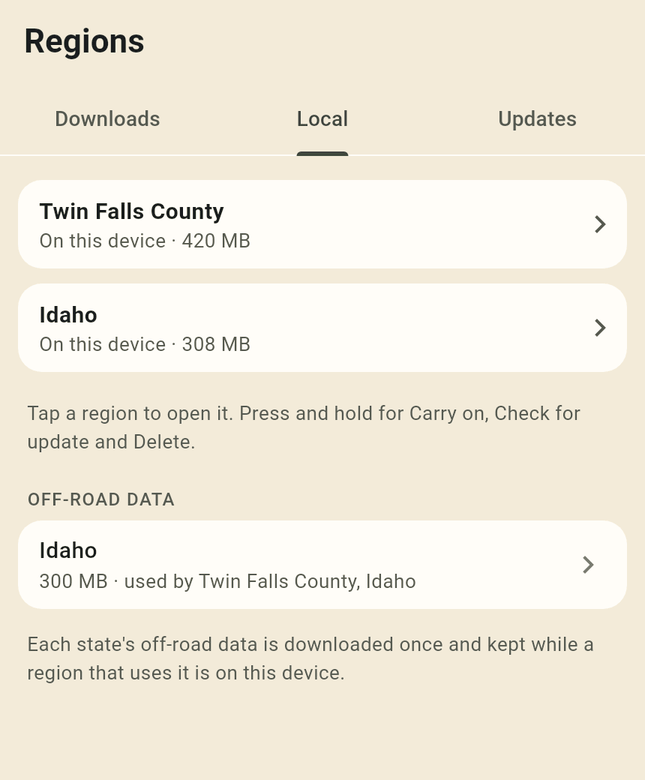 Regions
Downloads
Local
Updates
Twin Falls County
On this device · 420 MB
Idaho
On this device · 308 MB
Tap a region to open it. Press and hold for Carry on, Check for
update and Delete.
OFF-ROAD DATA
Idaho
300 MB · used by Twin Falls County, Idaho
Each state's off-road data is downloaded once and kept while a
region that uses it is on this device.